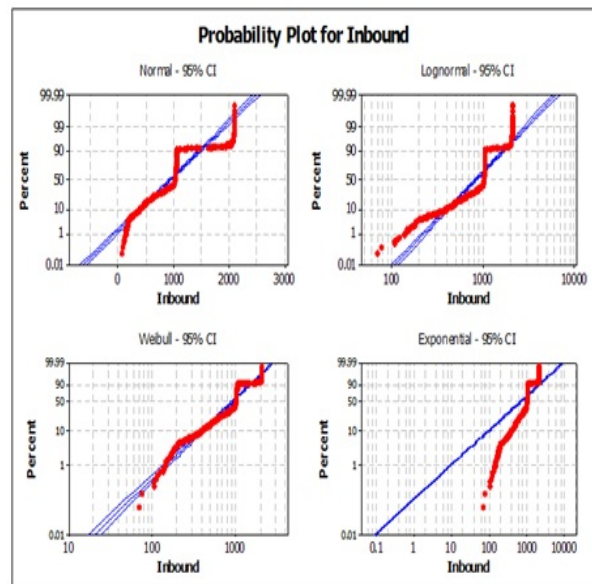 Probability Plot for Inbound
Normal - 95% CI
99.99
99
90
50
10
1
0.01
Percent
0 1000 2000 3000
Inbound
Lognormal - 95% CI
99.99
99
90
50
10
1
0.01
Percent
100 1000 10000
Inbound
Weibull - 95% CI
99.99
90
50
10
1
0.01
Percent
10 100 1000
Inbound
Exponential - 95% CI
99.99
90
50
10
1
0.01
Percent
0.1 1 10 100 1000 10000
Inbound